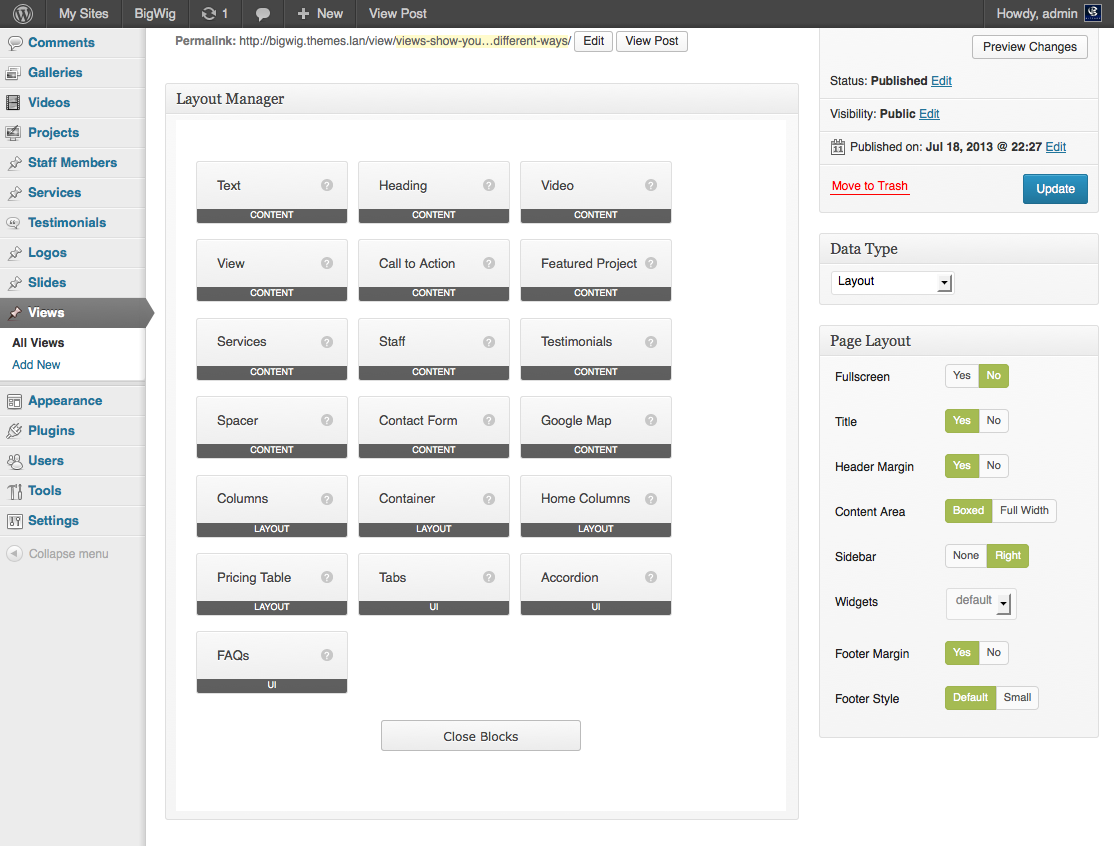 My Sites BigWig 1 New View Post Howdy, admin
Comments
Galleries
Videos
Projects
Staff Members
Services
Testimonials
Logos
Slides
Views
All Views
Add New
Appearance
Plugins
Users
Tools
Settings
Collapse menu
Permalink: http://bigwig.themes.lan/view/views-show-you…different-ways/ Edit View Post
Layout Manager
Text ? Heading ? Video ?
CONTENT CONTENT CONTENT
View ? Call to Action ? Featured Project ?
CONTENT CONTENT CONTENT
Services ? Staff ? Testimonials ?
CONTENT CONTENT CONTENT
Spacer ? Contact Form ? Google Map ?
CONTENT CONTENT CONTENT
Columns ? Container ? Home Columns ?
LAYOUT LAYOUT LAYOUT
Pricing Table ? Tabs ? Accordion ?
LAYOUT UI UI
FAQs ?
UI
Close Blocks
Preview Changes
Status: Published Edit
Visibility: Public Edit
11 Published on: Jul 18, 2013 @ 22:27 Edit
Move to Trash Update
Data Type
Layout
Page Layout
Fullscreen Yes No
Title Yes No
Header Margin Yes No
Content Area Boxed Full Width
Sidebar None Right
Widgets default
Footer Margin Yes No
Footer Style Default Small